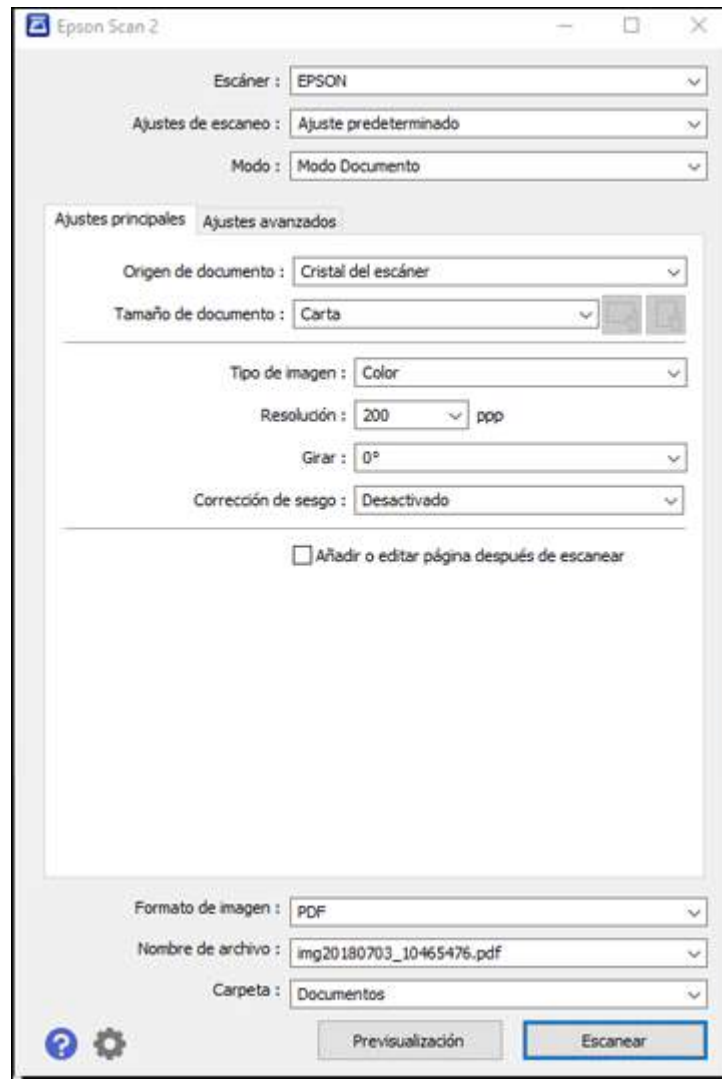 Epson Scan 2
Escáner : EPSON
Ajustes de escaneo : Ajuste predeterminado
Modo : Modo Documento
Ajustes principales Ajustes avanzados
Origen de documento : Cristal del escáner
Tamaño de documento : Carta
Tipo de imagen : Color
Resolución : 200 ppp
Girar : 0°
Corrección de sesgo : Desactivado
Añadir o editar página después de escanear
Formato de imagen : PDF
Nombre de archivo : img20180703_10465476.pdf
Carpeta : Documentos
? Previsualización Escanear